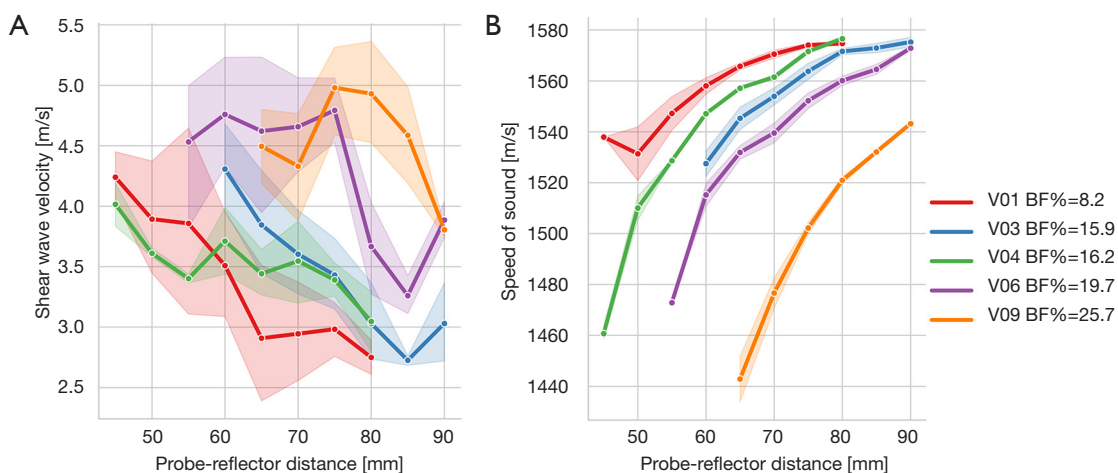 A
5.5
5.0
4.5
4.0
3.5
3.0
2.5
Shear wave velocity [m/s]
50 60 70 80 90
Probe-reflector distance [mm]
B
1580
1560
1540
1520
1500
1480
1460
1440
Speed of sound [m/s]
50 60 70 80 90
Probe-reflector distance [mm]
V01 BF%=8.2
V03 BF%=15.9
V04 BF%=16.2
V06 BF%=19.7
V09 BF%=25.7